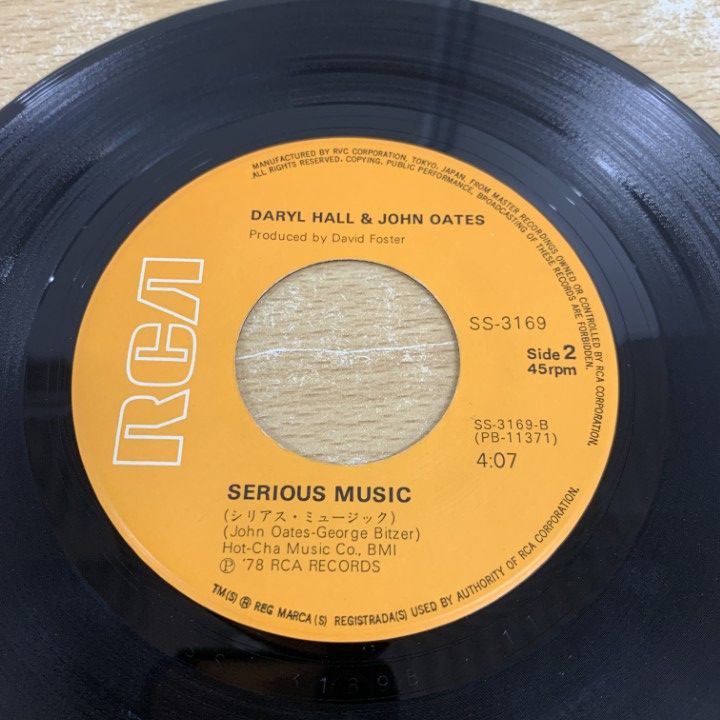 MANUFACTURED BY RVC CORPORATION, TOKYO, JAPAN, FROM MASTER RECORDINGS OWNED OR CONTROLLED BY RCA CORPORATION.
ALL RIGHTS RESERVED. COPYING, PUBLIC PERFORMANCE, BROADCASTING OF THESE RECORDS ARE FORBIDDEN.
DARYL HALL & JOHN OATES
Produced by David Foster
RCA
SS-3169
Side 2
45rpm
SS-3169-B
(PB-11371)
4:07
SERIOUS MUSIC
(シリアス・ミュージック)
(John Oates-George Bitzer)
Hot-Cha Music Co., BMI
Ⓟ '78 RCA RECORDS
TM(S) ® REG MARCA(S) REGISTRADA(S) USED BY AUTHORITY OF RCA CORPORATION.